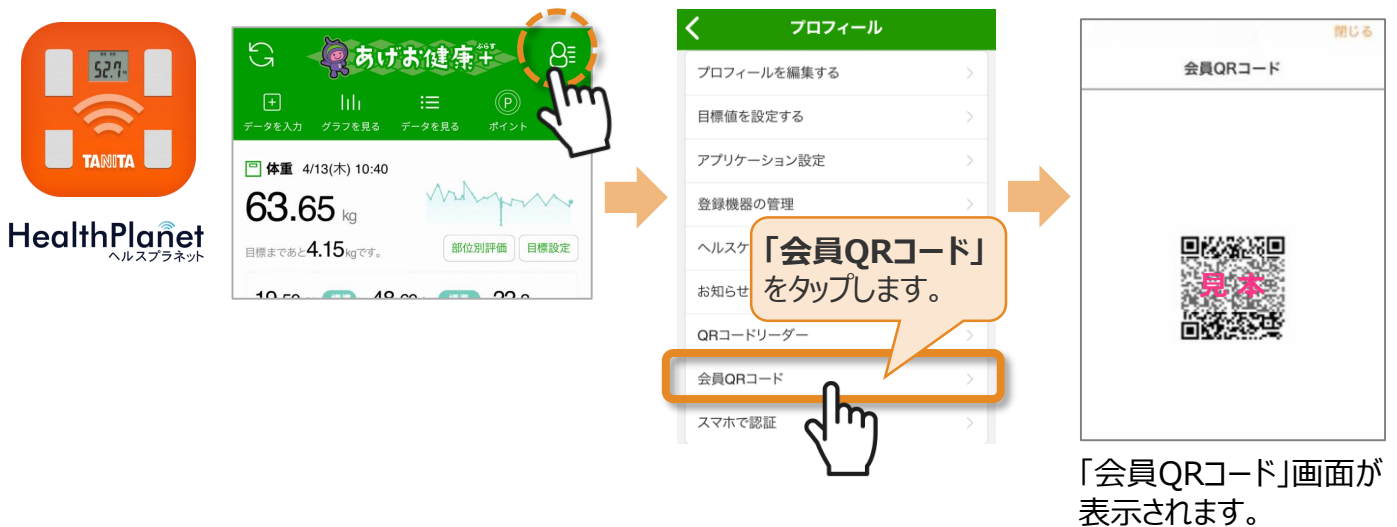 52.7
TANITA
HealthPlanet
ヘルスプラネット
あげお健康+
ぷらす
データを入力 グラフを見る データを見る ポイント
P
体重 4/13(木) 10:40
63.65 kg
目標まであと4.15kgです。
部位別評価 目標設定
プロフィール
プロフィールを編集する
目標値を設定する
アプリケーション設定
登録機器の管理
ヘルスケ
お知らせ
QRコードリーダー
会員QRコード
スマホで認証
「会員QRコード」
をタップします。
閉じる
会員QRコード
見本
「会員QRコード」画面が
表示されます。